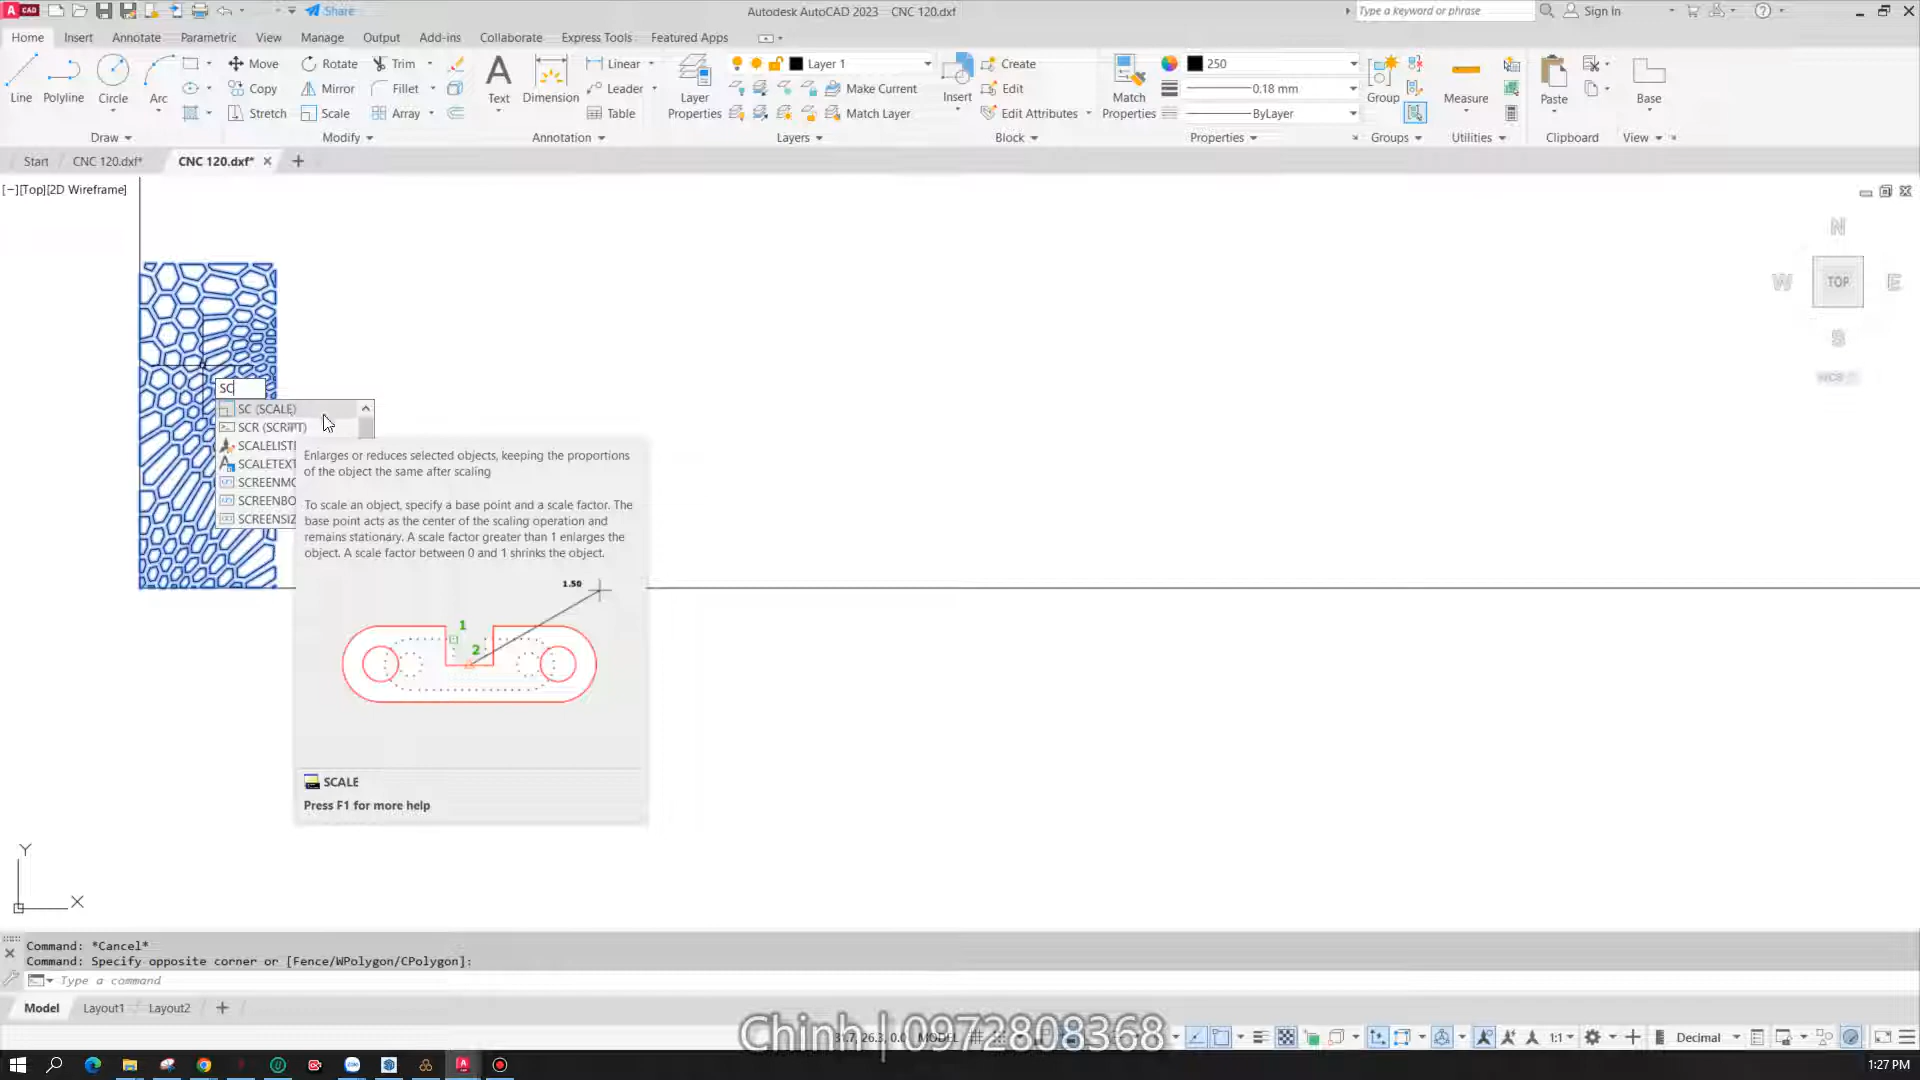 CAD
Share
Autodesk AutoCAD 2023 CNC 120.dxf
Type a keyword or phrase
Sign In
Home Insert Annotate Parametric View Manage Output Add-ins Collaborate Express Tools Featured Apps
Line Polyline Circle Arc
Move Rotate Trim
Copy Mirror Fillet
Stretch Scale Array
Text Dimension
Linear
Leader
Table
Layer Properties
Layer 1
Make Current
Match Layer
Insert
Create
Edit
Edit Attributes
Match Properties
250
0.18 mm
ByLayer
Group
Measure
Paste
Base
Draw Modify Annotation Layers Block Properties Groups Utilities Clipboard View
Start CNC 120.dxf* CNC 120.dxf*
[−][Top][2D Wireframe]
N
W TOP E
S
WCS
SC
SC (SCALE)
SCR (SCRIPT)
SCALELISTE
SCALETEXT
SCREENMO
SCREENBO
SCREENSIZ
Enlarges or reduces selected objects, keeping the proportions
of the object the same after scaling
To scale an object, specify a base point and a scale factor. The
base point acts as the center of the scaling operation and
remains stationary. A scale factor greater than 1 enlarges the
object. A scale factor between 0 and 1 shrinks the object.
1.50
1
2
SCALE
Press F1 for more help
Y
X
Command: *Cancel*
Command: Specify opposite corner or [Fence/WPolygon/CPolygon]:
Type a command
Model Layout1 Layout2
Chinh | 0972808368
MODEL
1:1
Decimal
1:27 PM